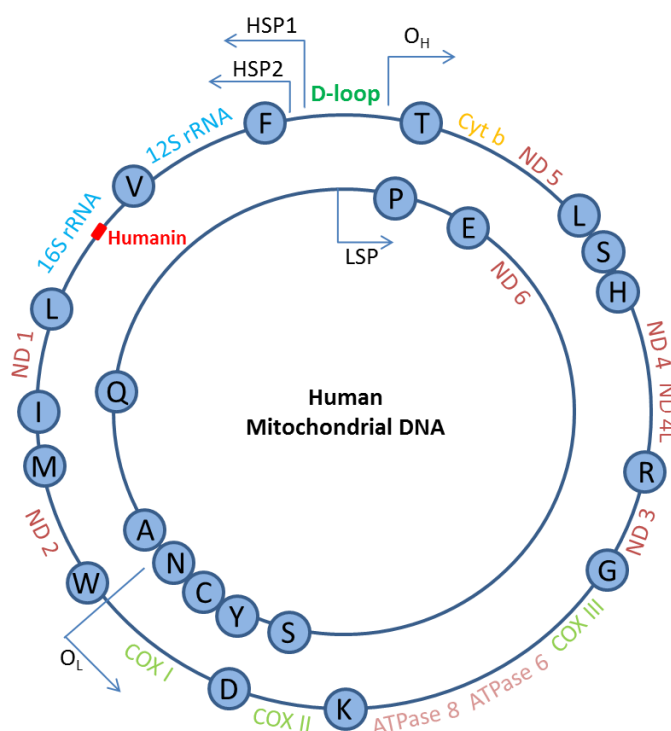 HSP1
HSP2
D-loop
OH
F
T
Cyt b
ND 5
12S rRNA
V
16S rRNA
Humanin
L
ND 1
I
M
ND 2
W
OL
COX I
D
COX II
K
ATPase 8
ATPase 6
COX III
G
ND 3
R
ND 4
ND 4L
H
S
L
P
E
ND 6
LSP
Q
A
N
C
Y
S
Human
Mitochondrial DNA